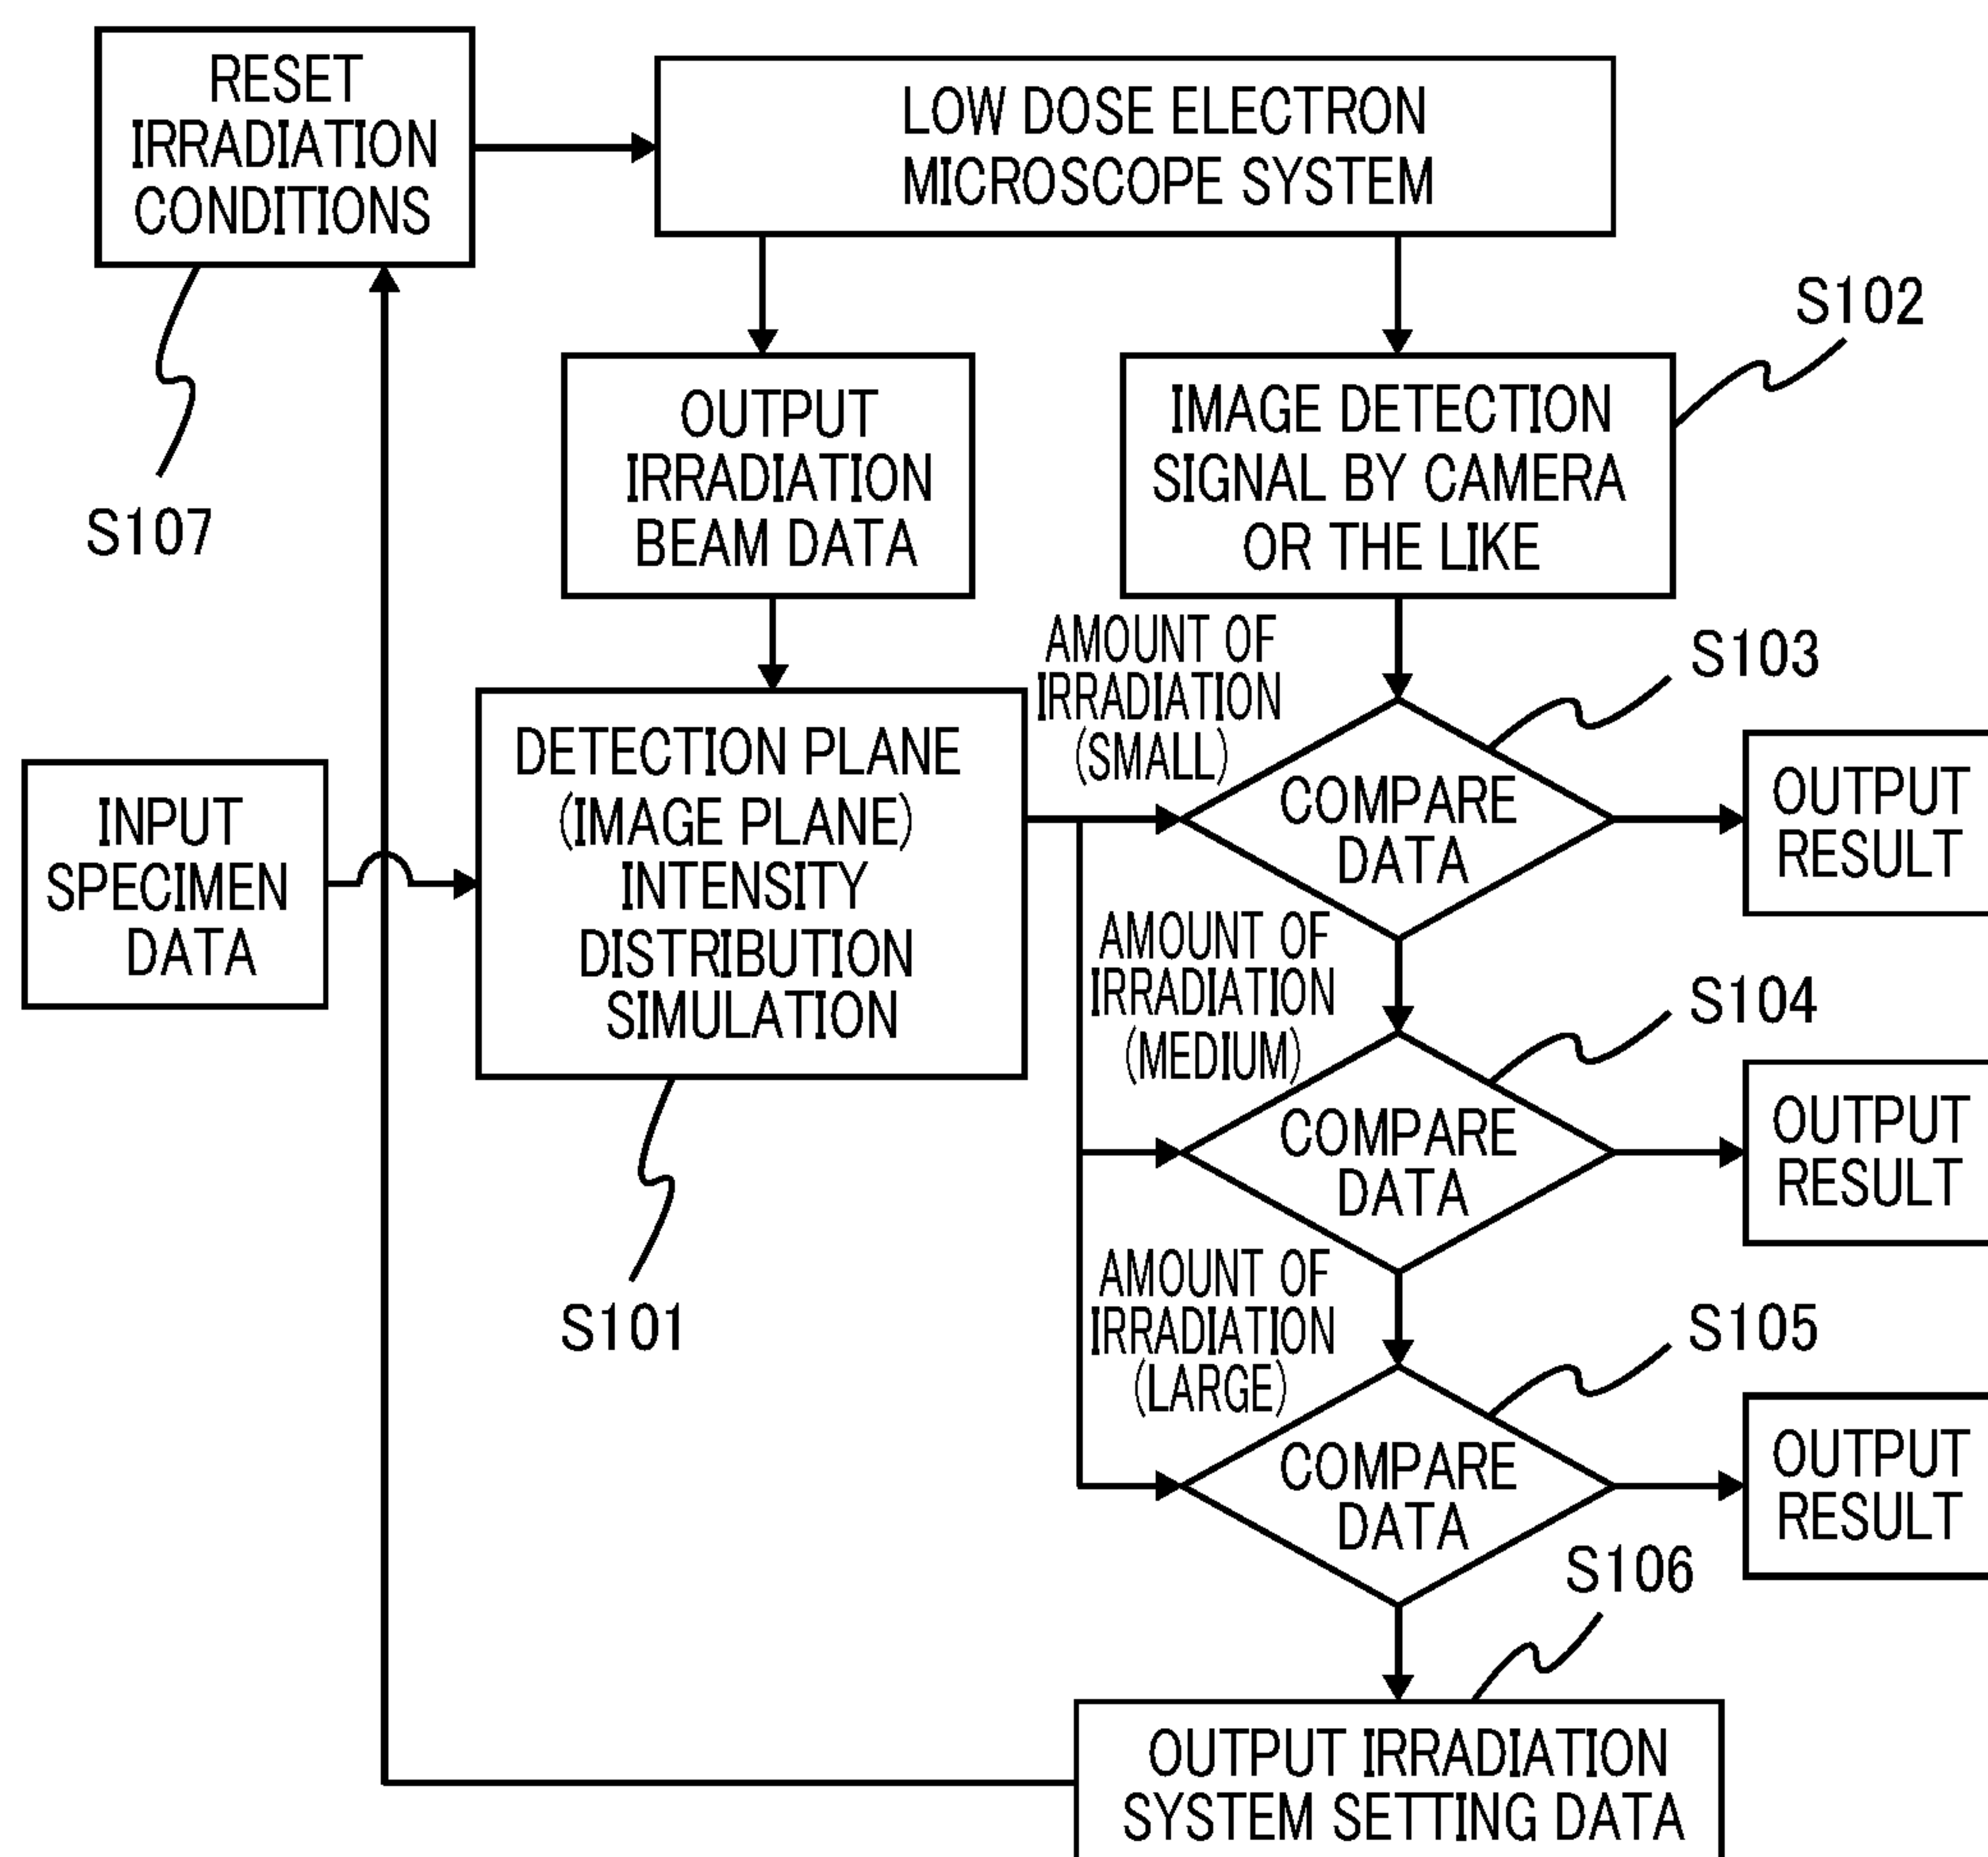 RESET
IRRADIATION
CONDITIONS
LOW DOSE ELECTRON
MICROSCOPE SYSTEM
S107
OUTPUT
IRRADIATION
BEAM DATA
IMAGE DETECTION
SIGNAL BY CAMERA
OR THE LIKE
S102
INPUT
SPECIMEN
DATA
DETECTION PLANE
(IMAGE PLANE)
INTENSITY
DISTRIBUTION
SIMULATION
S101
AMOUNT OF
IRRADIATION
(SMALL)
S103
COMPARE
DATA
OUTPUT
RESULT
AMOUNT OF
IRRADIATION
(MEDIUM)
S104
COMPARE
DATA
OUTPUT
RESULT
AMOUNT OF
IRRADIATION
(LARGE)
S105
COMPARE
DATA
OUTPUT
RESULT
S106
OUTPUT IRRADIATION
SYSTEM SETTING DATA